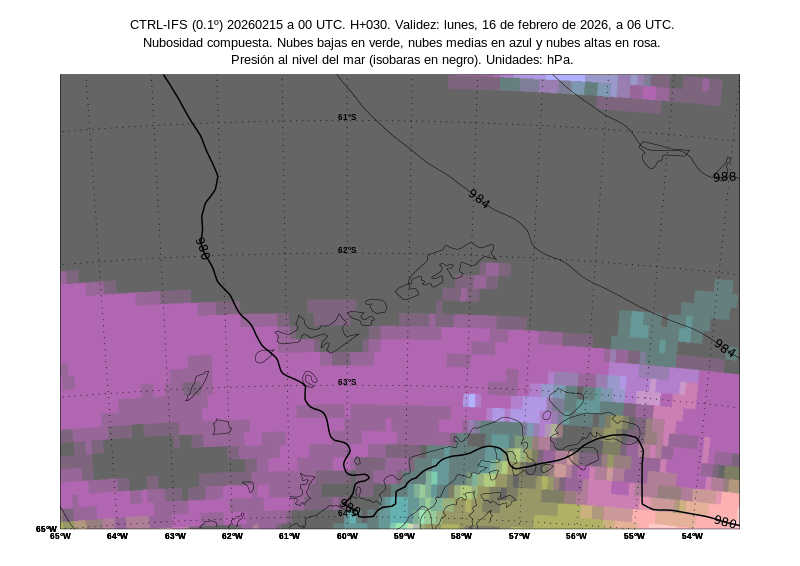 CTRL-IFS (0.1º) 20260215 a 00 UTC. H+030. Validez: lunes, 16 de febrero de 2026, a 06 UTC.
Nubosidad compuesta. Nubes bajas en verde, nubes medias en azul y nubes altas en rosa.
Presión al nivel del mar (isobaras en negro). Unidades: hPa.
61°S
988
984
980
62°S
984
63°S
980
64°S
980
65°W
65°W 64°W 63°W 62°W 61°W 60°W 59°W 58°W 57°W 56°W 55°W 54°W